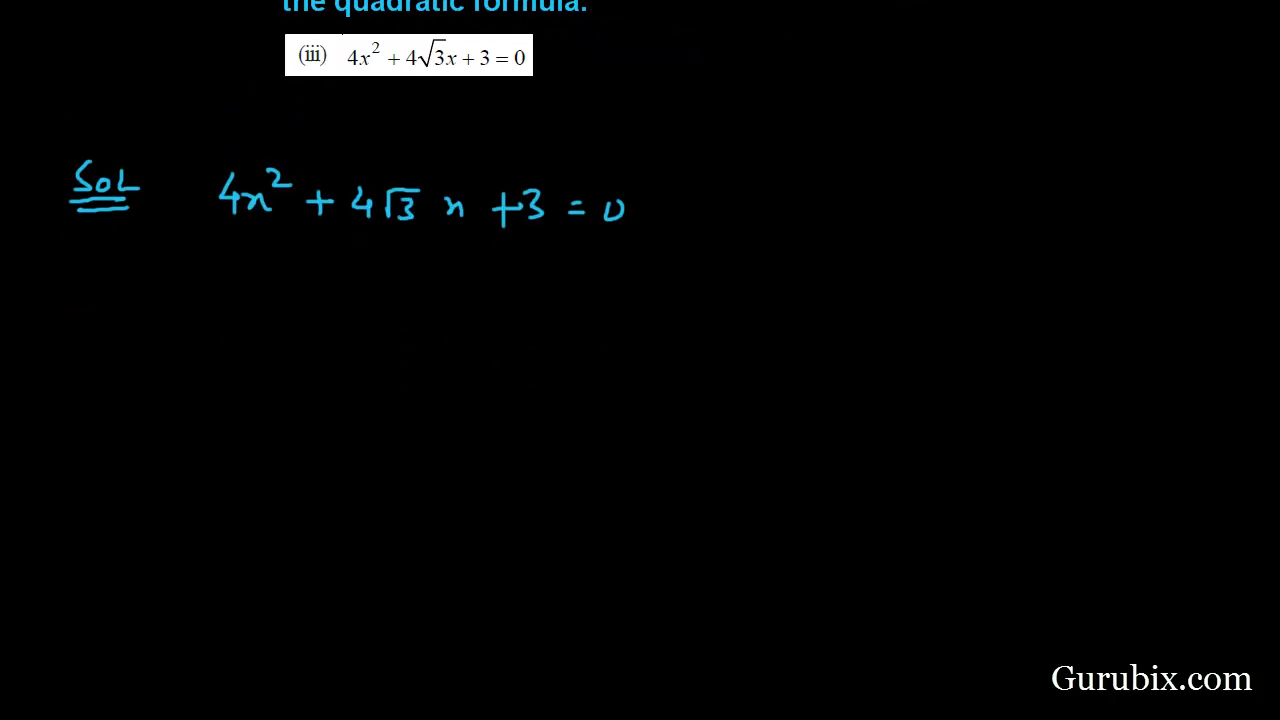 the quadratic formula.
(iii) 4x² + 4√3x + 3 = 0
SOL 4x² + 4√3 x + 3 = 0
Gurubix.com